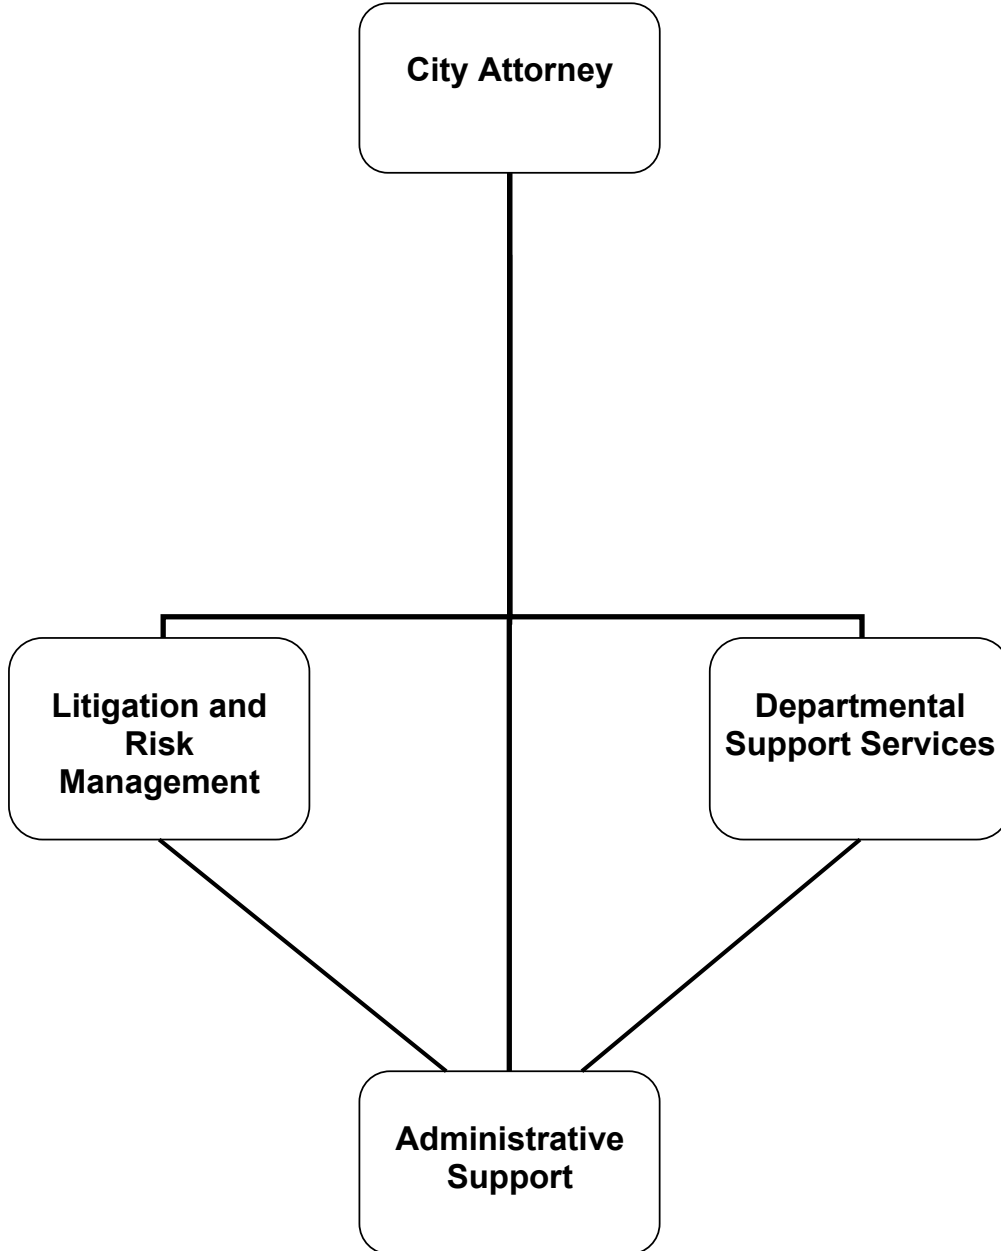 City Attorney
Litigation and
Risk
Management
Departmental
Support Services
Administrative
Support